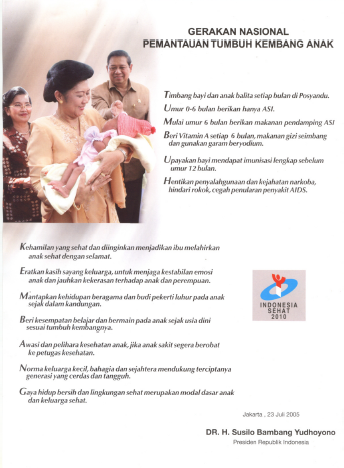 GERAKAN NASIONAL
PEMANTAUAN TUMBUH KEMBANG ANAK
Timbang bayi dan anak balita setiap bulan di Posyandu.
Umur 0-6 bulan berikan hanya ASI.
Mulai umur 6 bulan berikan makanan pendamping ASI
Beri Vitamin A setiap 6 bulan, makanan gizi seimbang
dan gunakan garam beryodium.
Upayakan bayi mendapat imunisasi lengkap sebelum
umur 12 bulan.
Hentikan penyalahgunaan dan kejahatan narkoba,
hindari rokok, cegah penularan penyakit AIDS.
Kehamilan yang sehat dan diinginkan menjadikan ibu melahirkan
anak sehat dengan selamat.
Eratkan kasih sayang keluarga, untuk menjaga kestabilan emosi
anak dan jauhkan kekerasan terhadap anak dan perempuan.
Mantapkan kehidupan beragama dan budi pekerti luhur pada anak
sejak dalam kandungan.
Beri kesempatan belajar dan bermain pada anak sejak usia dini
sesuai tumbuh kembangnya.
Awasi dan pelihara kesehatan anak, jika anak sakit segera berobat
ke petugas kesehatan.
Norma keluarga kecil, bahagia dan sejahtera mendukung terciptanya
generasi yang cerdas dan tangguh.
Gaya hidup bersih dan lingkungan sehat merupakan modal dasar anak
dan keluarga sehat.
INDONESIA
SEHAT
2010
Jakarta , 23 Juli 2005
DR. H. Susilo Bambang Yudhoyono
Presiden Republik Indonesia